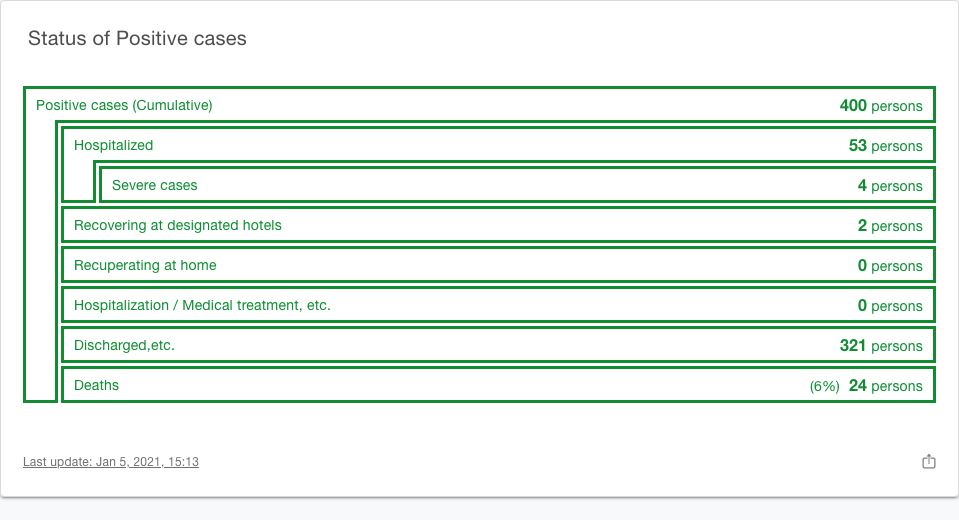 Status of Positive cases
Positive cases (Cumulative) 400 persons
Hospitalized 53 persons
Severe cases 4 persons
Recovering at designated hotels 2 persons
Recuperating at home 0 persons
Hospitalization / Medical treatment, etc. 0 persons
Discharged,etc. 321 persons
Deaths (6%) 24 persons
Last update: Jan 5, 2021, 15:13